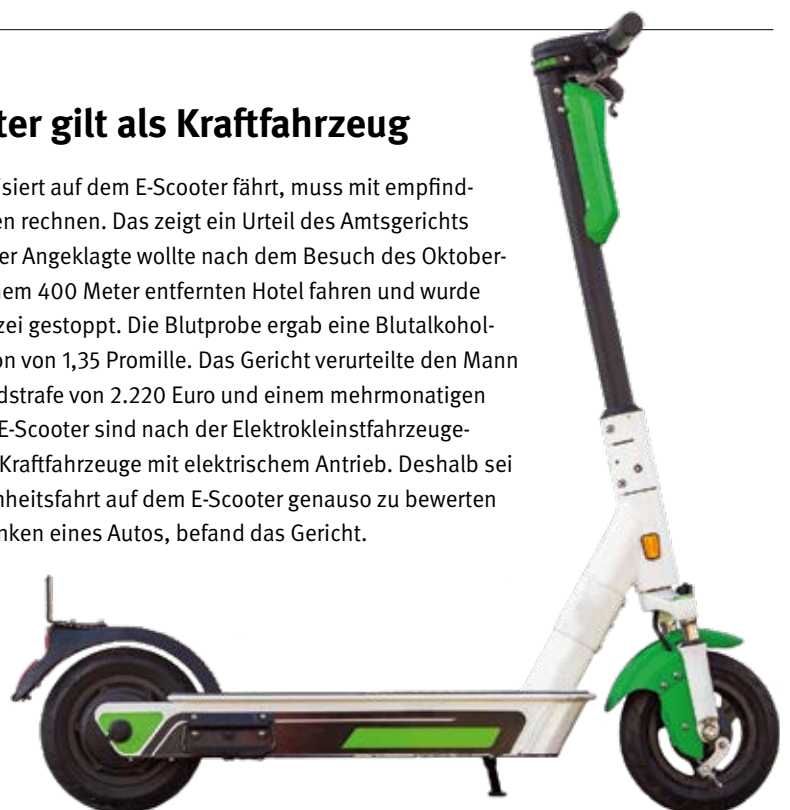 ter gilt als Kraftfahrzeug
siert auf dem E-Scooter fährt, muss mit empfind-
en rechnen. Das zeigt ein Urteil des Amtsgerichts
er Angeklagte wollte nach dem Besuch des Oktober-
nem 400 Meter entfernten Hotel fahren und wurde
zei gestoppt. Die Blutprobe ergab eine Blutalkohol-
on von 1,35 Promille. Das Gericht verurteilte den Mann
dstrafe von 2.220 Euro und einem mehrmonatigen
E-Scooter sind nach der Elektrokleinstfahrzeuge-
Kraftfahrzeuge mit elektrischem Antrieb. Deshalb sei
nheitsfahrt auf dem E-Scooter genauso zu bewerten
nken eines Autos, befand das Gericht.